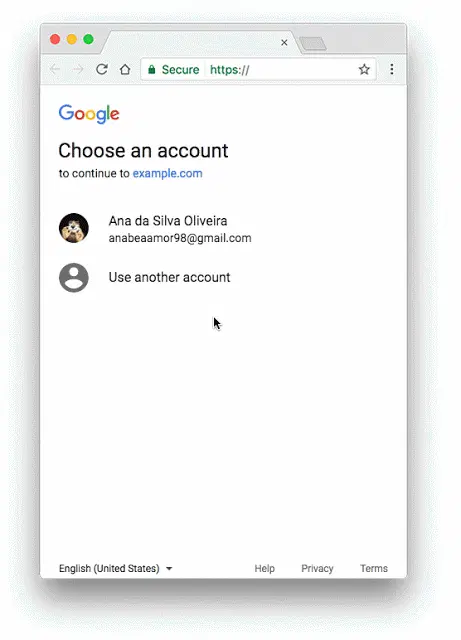 Secure https://
Google
Choose an account
to continue to example.com
Ana da Silva Oliveira
anabeaamor98@gmail.com
Use another account
English (United States) Help Privacy Terms